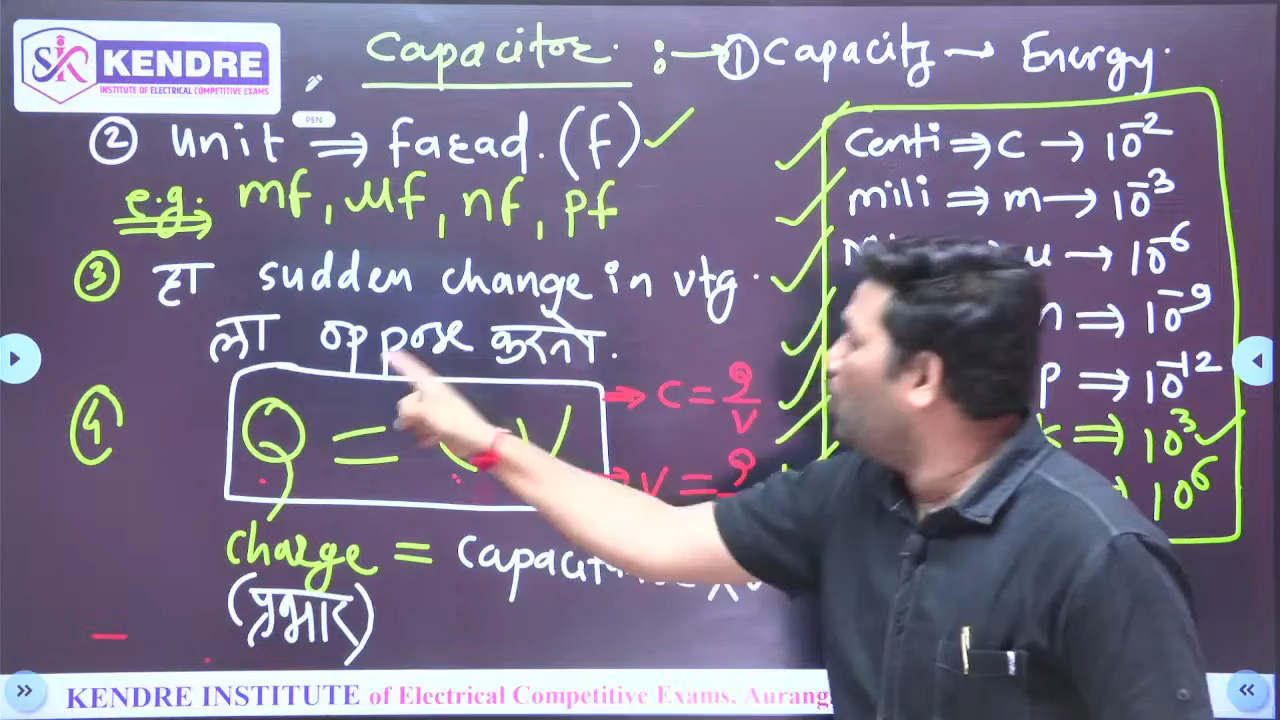 KENDRE
INSTITUTE OF ELECTRICAL COMPETITIVE EXAMS
PEN
Capacitor. :→ ① Capacity → Energy.
② Unit ⇒ farad. (f) ✓
e.g. mf, μf, nf, pf
③ हा sudden change in vtg.
ला oppose करतो.
④ Q = V
⇒ C = Q/V
⇒ V = Q
charge = capacit
(प्रभार)
Centi ⇒ C → 10⁻²
mili ⇒ m → 10⁻³
u → 10⁻⁶
n ⇒ 10⁻⁹
p ⇒ 10⁻¹²
⇒ 10³
10⁶
KENDRE INSTITUTE of Electrical Competitive Exams, Aurang